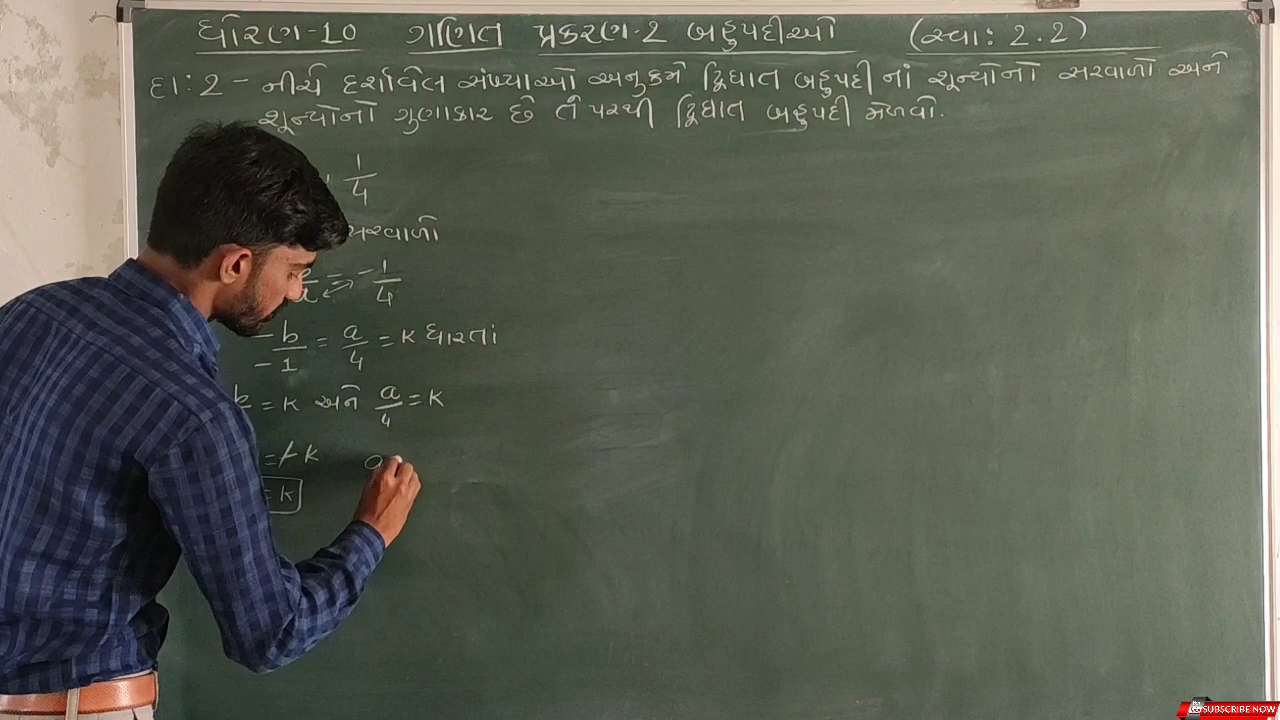 ધોરણ-10 ગણિત પ્રકરણ-2 બહુપદીઓ (સ્વા: 2.2)
દા:2 - નીચે દર્શાવેલ સંખ્યાઓ અનુક્રમે દ્વિઘાત બહુપદી નાં શૂન્યોનો સરવાળો અને
શૂન્યોનો ગુણાકાર છે તે પરથી દ્વિઘાત બહુપદી મેળવો.
, 1/4
સરવાળો
= -1/4
-b/-1 = a/4 = K ધારતાં
= K અને a/4 = K
= -K a
= K
SUBSCRIBE NOW